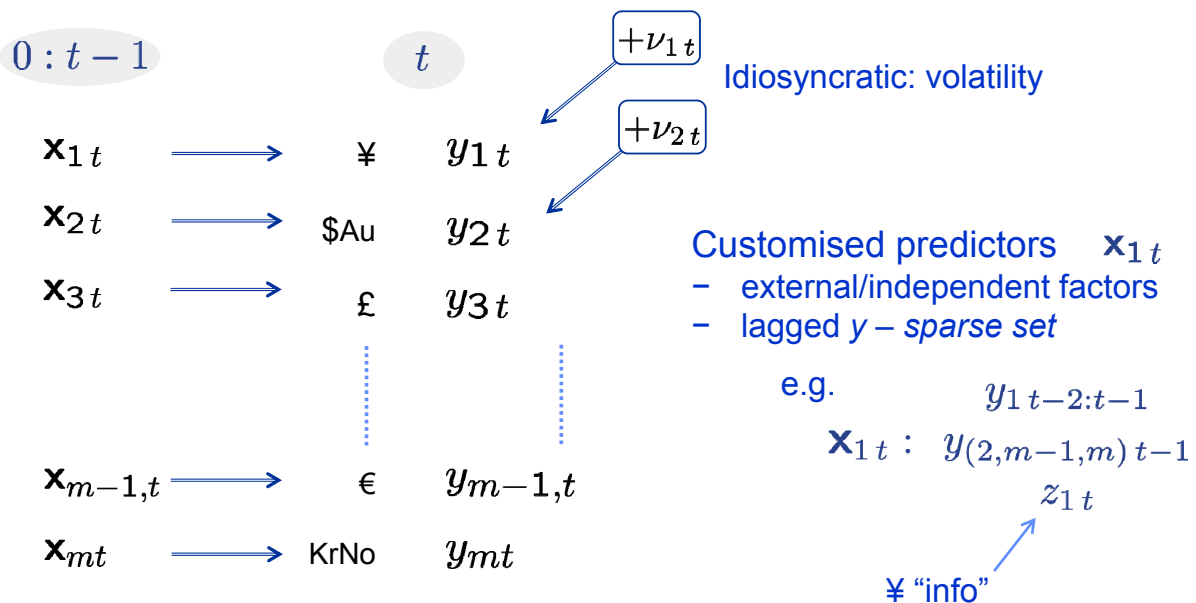 0 : t − 1
t
+ν1 t
Idiosyncratic: volatility
+ν2 t
x1 t ¥ y1 t
x2 t $Au y2 t
x3 t £ y3 t
Customised predictors x1 t
− external/independent factors
− lagged y – sparse set
e.g.
y1 t−2:t−1
x1 t : y(2,m−1,m) t−1
z1 t
xm−1,t € ym−1,t
xmt KrNo ymt
¥ “info”